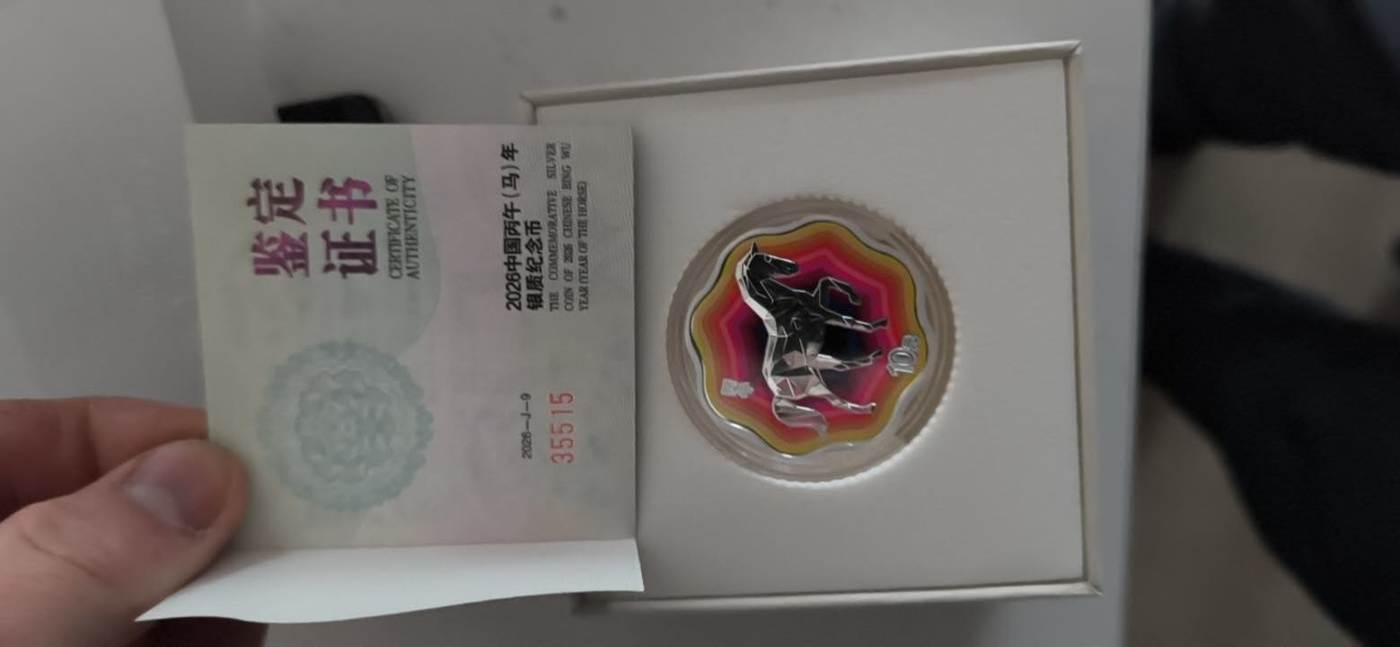 鉴定
证书
CERTIFICATE OF
AUTHENTICITY
2026中国丙午(马)年
银质纪念币
THE COMMEMORATIVE SILVER
COIN OF 2026 CHINESE BING WU
YEAR (YEAR OF THE HORSE)
2026—J—9
35515
10元